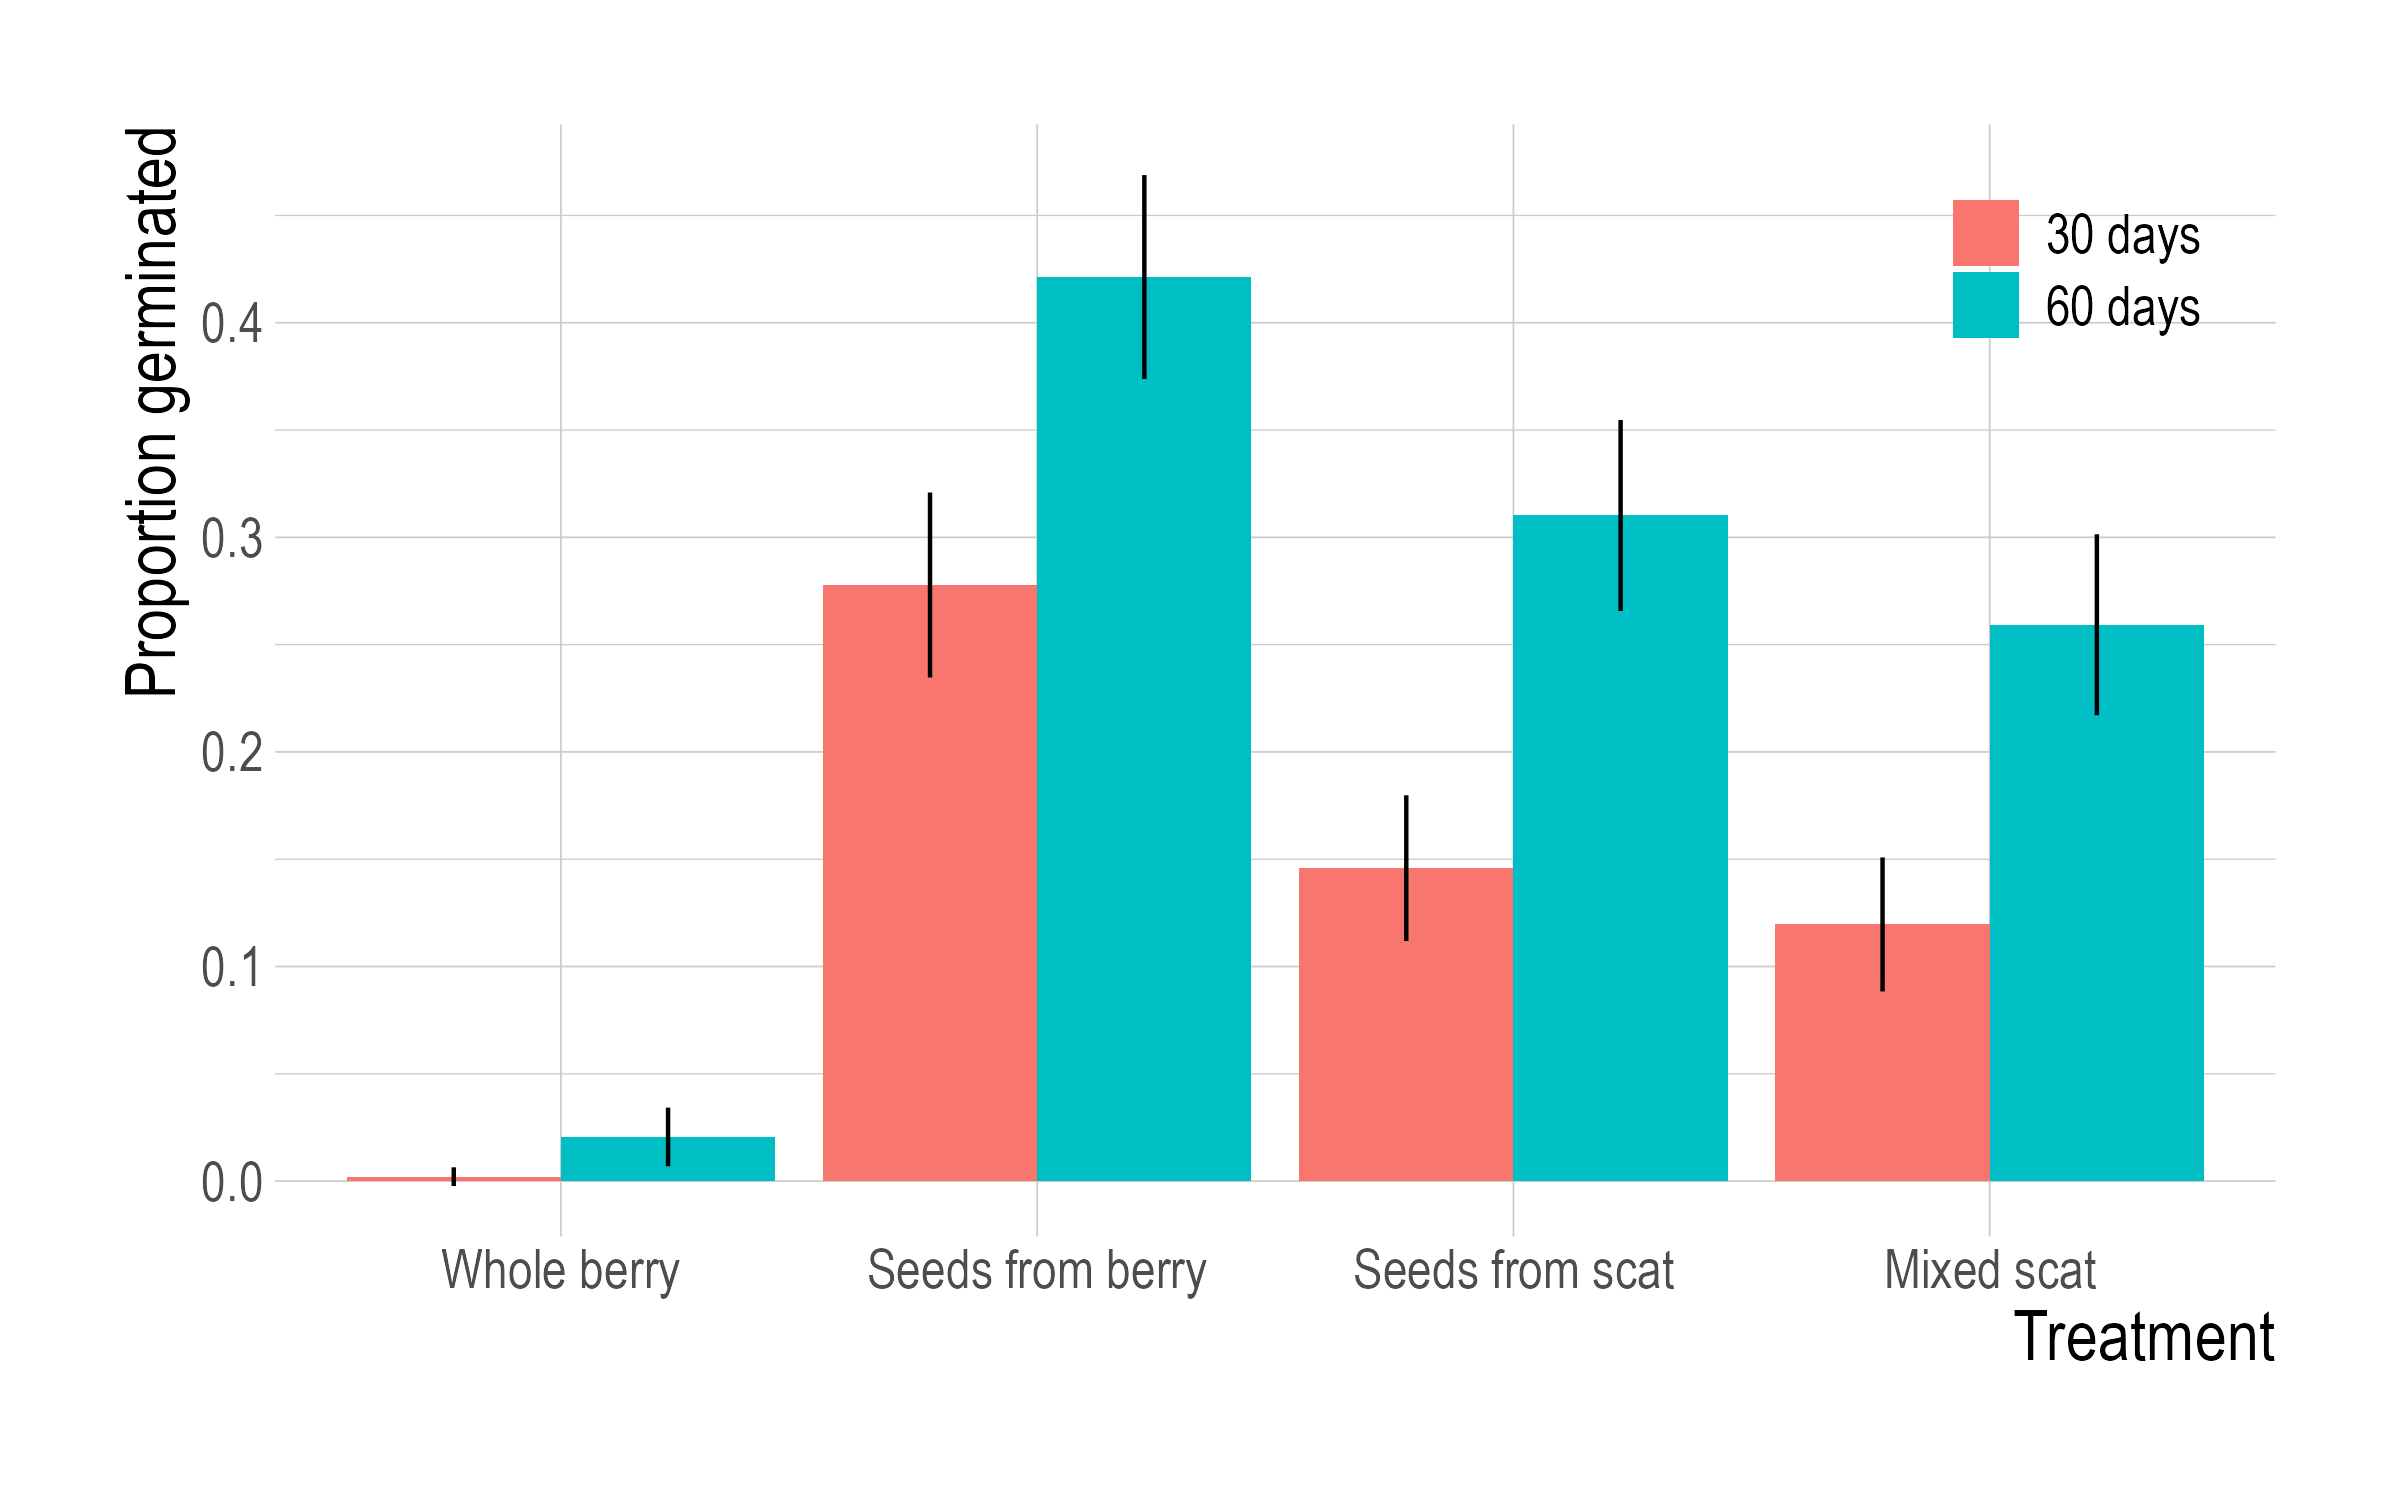 Proportion germinated
0.4
0.3
0.2
0.1
0.0
30 days
60 days
Whole berry
Seeds from berry
Seeds from scat
Mixed scat
Treatment